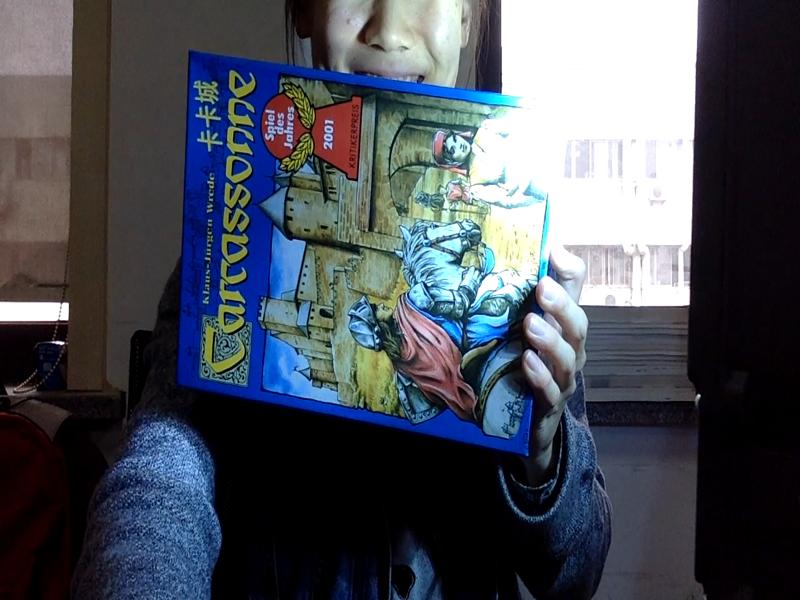 卡卡城
Klaus-Jürgen Wrede
Carcassonne
Spiel
des
Jahres
2001
KRITIKERPREIS